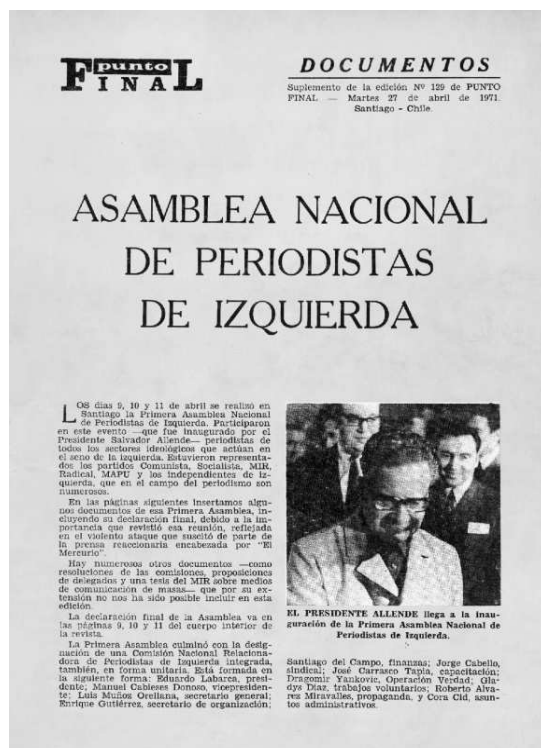 punto
FINAL
DOCUMENTOS
Suplemento de la edición Nº 129 de PUNTO
FINAL — Martes 27 de abril de 1971.
Santiago - Chile.
ASAMBLEA NACIONAL
DE PERIODISTAS
DE IZQUIERDA
LOS días 9, 10 y 11 de abril se realizó en
Santiago la Primera Asamblea Nacional
de Periodistas de Izquierda. Participaron
en este evento —que fue inaugurado por el
Presidente Salvador Allende— periodistas de
todos los sectores ideológicos que actúan en
el seno de la izquierda. Estuvieron representa-
dos los partidos Comunista, Socialista, MIR,
Radical, MAPU y los independientes de iz-
quierda, que en el campo del periodismo son
numerosos.
En las páginas siguientes insertamos algu-
nos documentos de esa Primera Asamblea, in-
cluyendo su declaración final, debido a la im-
portancia que revistió esa reunión, reflejada
en el violento ataque que suscitó de parte de
la prensa reaccionaria encabezada por "El
Mercurio".
Hay numerosos otros documentos —como
resoluciones de las comisiones, proposiciones
de delegados y una tesis del MIR sobre medios
de comunicación de masas— que por su ex-
tensión no nos ha sido posible incluir en esta
edición.
La declaración final de la Asamblea va en
las páginas 9, 10 y 11 del cuerpo interior de
la revista.
La Primera Asamblea culminó con la desig-
nación de una Comisión Nacional Relaciona-
dora de Periodistas de Izquierda integrada,
también, en forma unitaria. Está formada en
la siguiente forma: Eduardo Labarca, presi-
dente; Manuel Cabieses Donoso, vicepresiden-
te; Luis Muñoz Orellana, secretario general;
Enrique Gutiérrez, secretario de organización;
EL PRESIDENTE ALLENDE llega a la inau-
guración de la Primera Asamblea Nacional de
Periodistas de Izquierda.
Santiago del Campo, finanzas; Jorge Cabello,
sindical; José Carrasco Tapia, capacitación;
Dragomir Yankovic, Operación Verdad; Gla-
dys Díaz, trabajos voluntarios; Roberto Alva-
rez Miravalles, propaganda, y Cora Cid, asun-
tos administrativos.